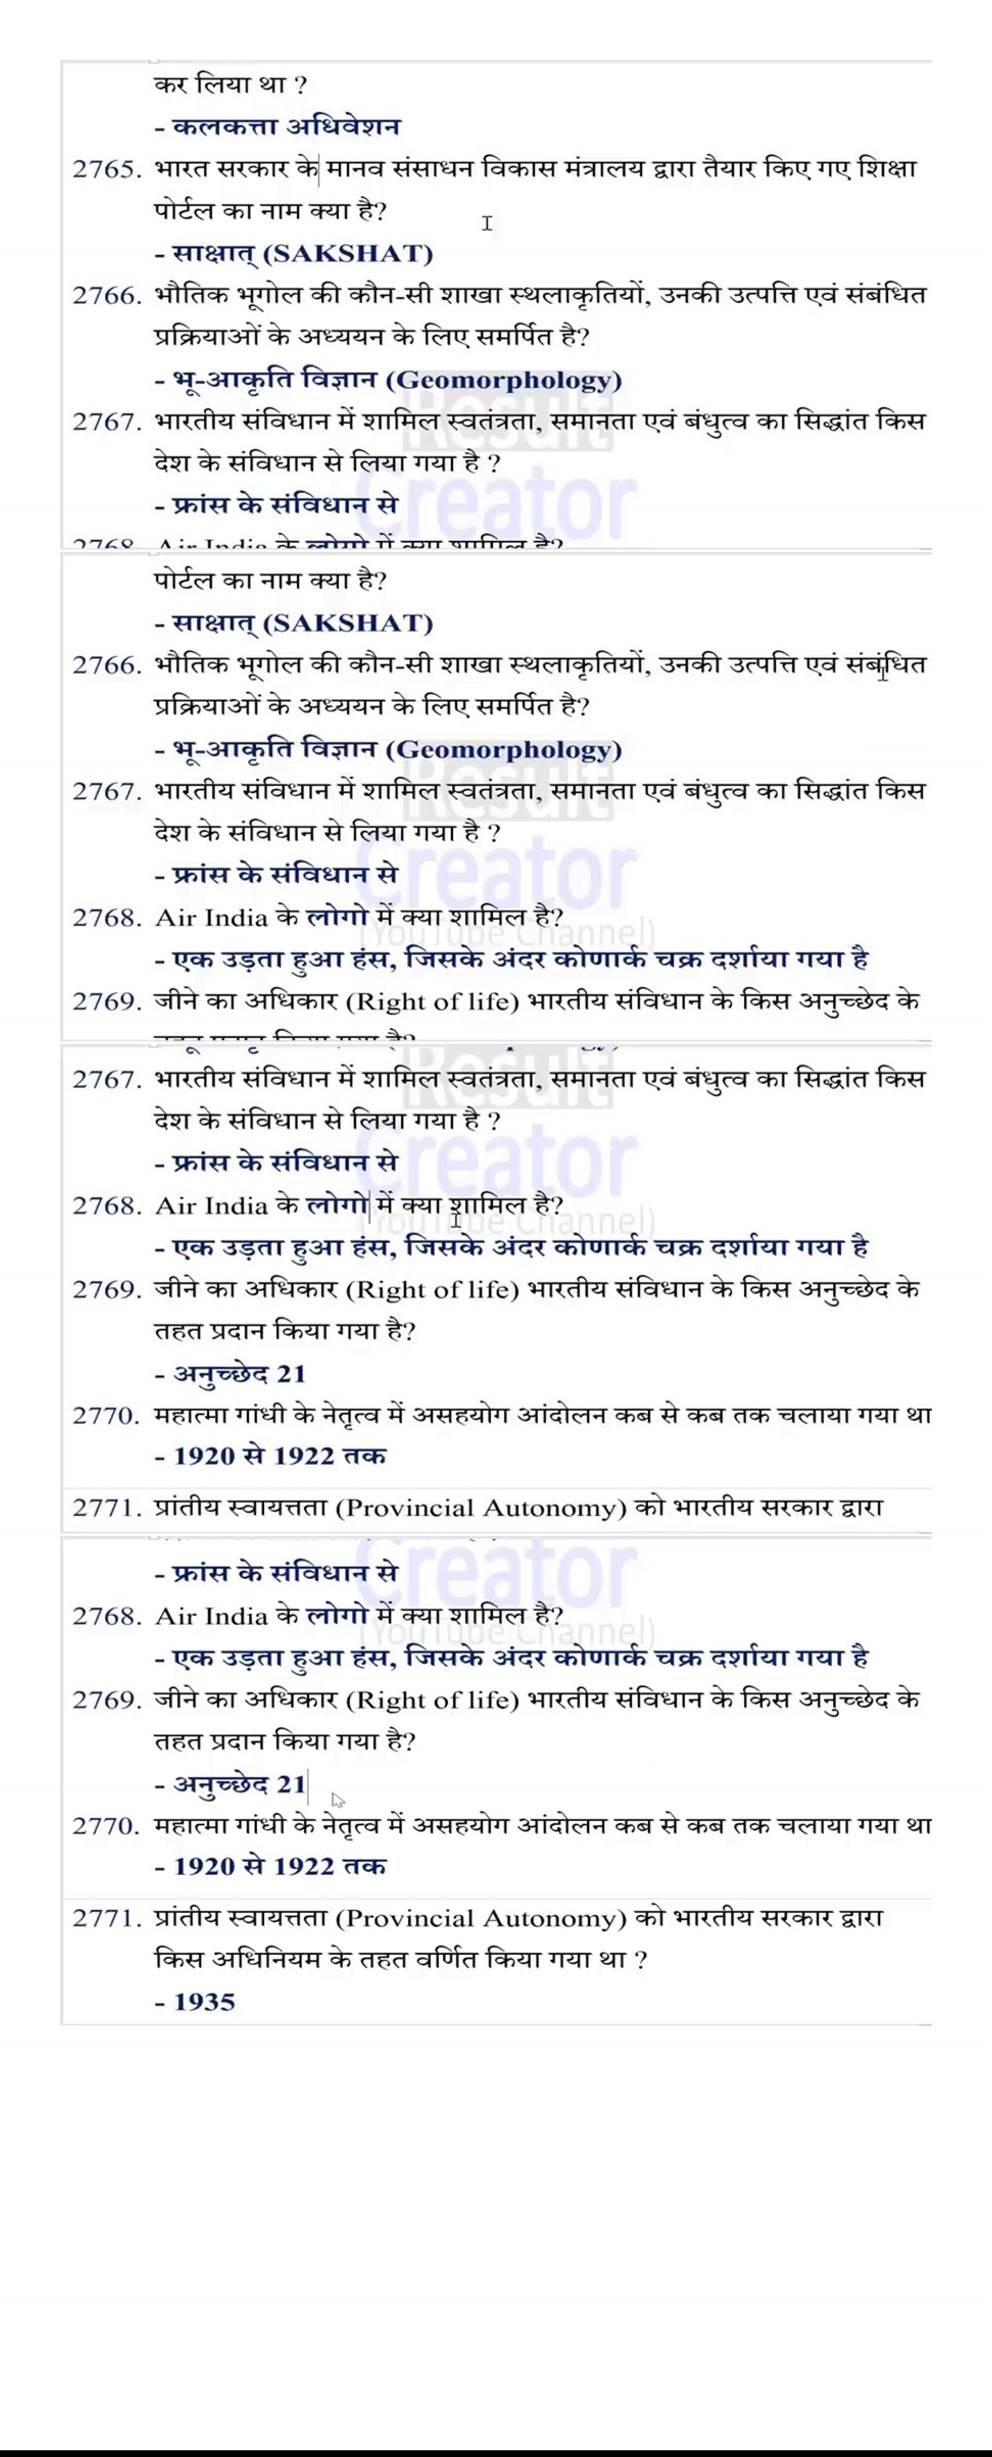 कर लिया था ?
- कलकत्ता अधिवेशन
2765. भारत सरकार के मानव संसाधन विकास मंत्रालय द्वारा तैयार किए गए शिक्षा
पोर्टल का नाम क्या है?
- साक्षात् (SAKSHAT)
2766. भौतिक भूगोल की कौन-सी शाखा स्थलाकृतियों, उनकी उत्पत्ति एवं संबंधित
प्रक्रियाओं के अध्ययन के लिए समर्पित है?
- भू-आकृति विज्ञान (Geomorphology)
2767. भारतीय संविधान में शामिल स्वतंत्रता, समानता एवं बंधुत्व का सिद्धांत किस
देश के संविधान से लिया गया है ?
- फ्रांस के संविधान से
2768. Air India के लोगो में क्या शामिल है?
पोर्टल का नाम क्या है?
- साक्षात् (SAKSHAT)
2766. भौतिक भूगोल की कौन-सी शाखा स्थलाकृतियों, उनकी उत्पत्ति एवं संबंधित
प्रक्रियाओं के अध्ययन के लिए समर्पित है?
- भू-आकृति विज्ञान (Geomorphology)
2767. भारतीय संविधान में शामिल स्वतंत्रता, समानता एवं बंधुत्व का सिद्धांत किस
देश के संविधान से लिया गया है ?
- फ्रांस के संविधान से
2768. Air India के लोगो में क्या शामिल है?
- एक उड़ता हुआ हंस, जिसके अंदर कोणार्क चक्र दर्शाया गया है
2769. जीने का अधिकार (Right of life) भारतीय संविधान के किस अनुच्छेद के
2767. भारतीय संविधान में शामिल स्वतंत्रता, समानता एवं बंधुत्व का सिद्धांत किस
देश के संविधान से लिया गया है ?
- फ्रांस के संविधान से
2768. Air India के लोगो में क्या शामिल है?
- एक उड़ता हुआ हंस, जिसके अंदर कोणार्क चक्र दर्शाया गया है
2769. जीने का अधिकार (Right of life) भारतीय संविधान के किस अनुच्छेद के
तहत प्रदान किया गया है?
- अनुच्छेद 21
2770. महात्मा गांधी के नेतृत्व में असहयोग आंदोलन कब से कब तक चलाया गया था
- 1920 से 1922 तक
2771. प्रांतीय स्वायत्तता (Provincial Autonomy) को भारतीय सरकार द्वारा
- फ्रांस के संविधान से
2768. Air India के लोगो में क्या शामिल है?
- एक उड़ता हुआ हंस, जिसके अंदर कोणार्क चक्र दर्शाया गया है
2769. जीने का अधिकार (Right of life) भारतीय संविधान के किस अनुच्छेद के
तहत प्रदान किया गया है?
- अनुच्छेद 21
2770. महात्मा गांधी के नेतृत्व में असहयोग आंदोलन कब से कब तक चलाया गया था
- 1920 से 1922 तक
2771. प्रांतीय स्वायत्तता (Provincial Autonomy) को भारतीय सरकार द्वारा
किस अधिनियम के तहत वर्णित किया गया था ?
- 1935